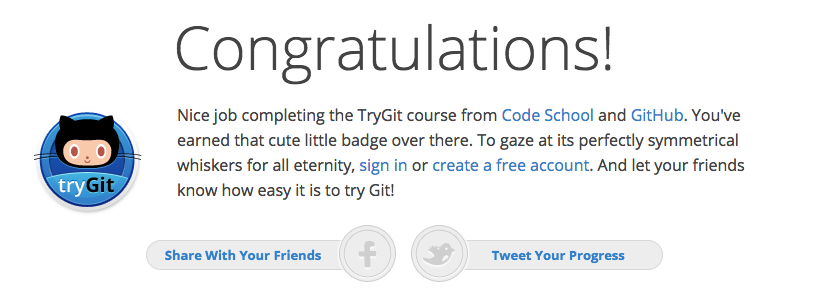 Congratulations!
Nice job completing the TryGit course from Code School and GitHub. You've
earned that cute little badge over there. To gaze at its perfectly symmetrical
whiskers for all eternity, sign in or create a free account. And let your friends
know how easy it is to try Git!
tryGit
Share With Your Friends
f
Tweet Your Progress